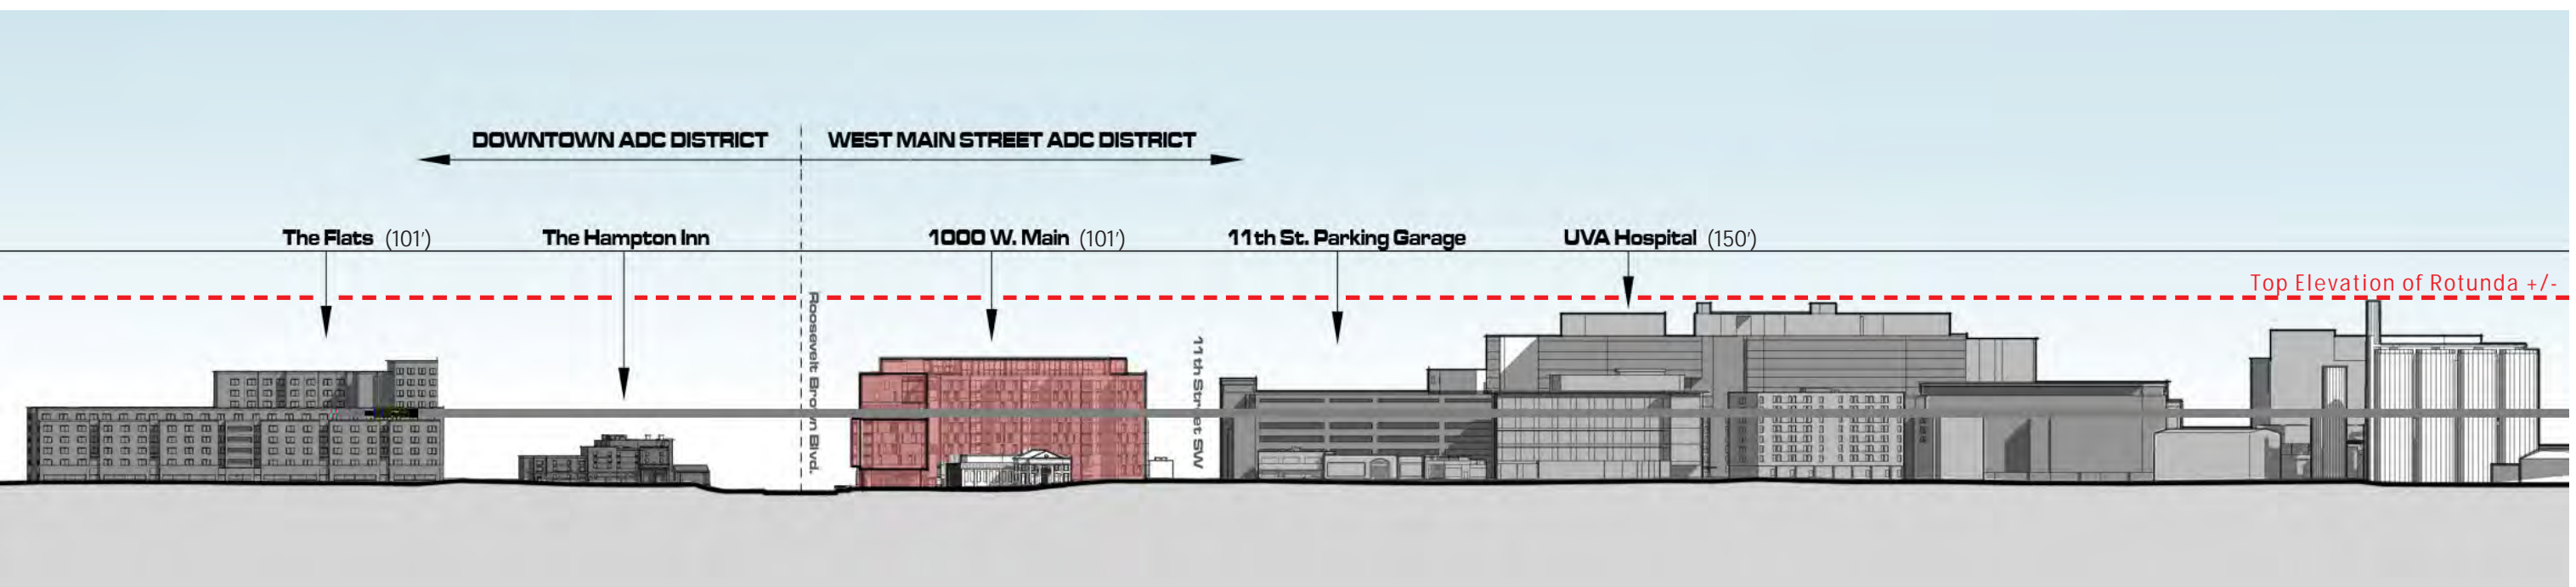 DOWNTOWN ADC DISTRICT
WEST MAIN STREET ADC DISTRICT
The Flats (101')
The Hampton Inn
1000 W. Main (101')
11th St. Parking Garage
UVA Hospital (150')
Top Elevation of Rotunda +/-
Roosevelt Brown Blvd.
11th Street SW